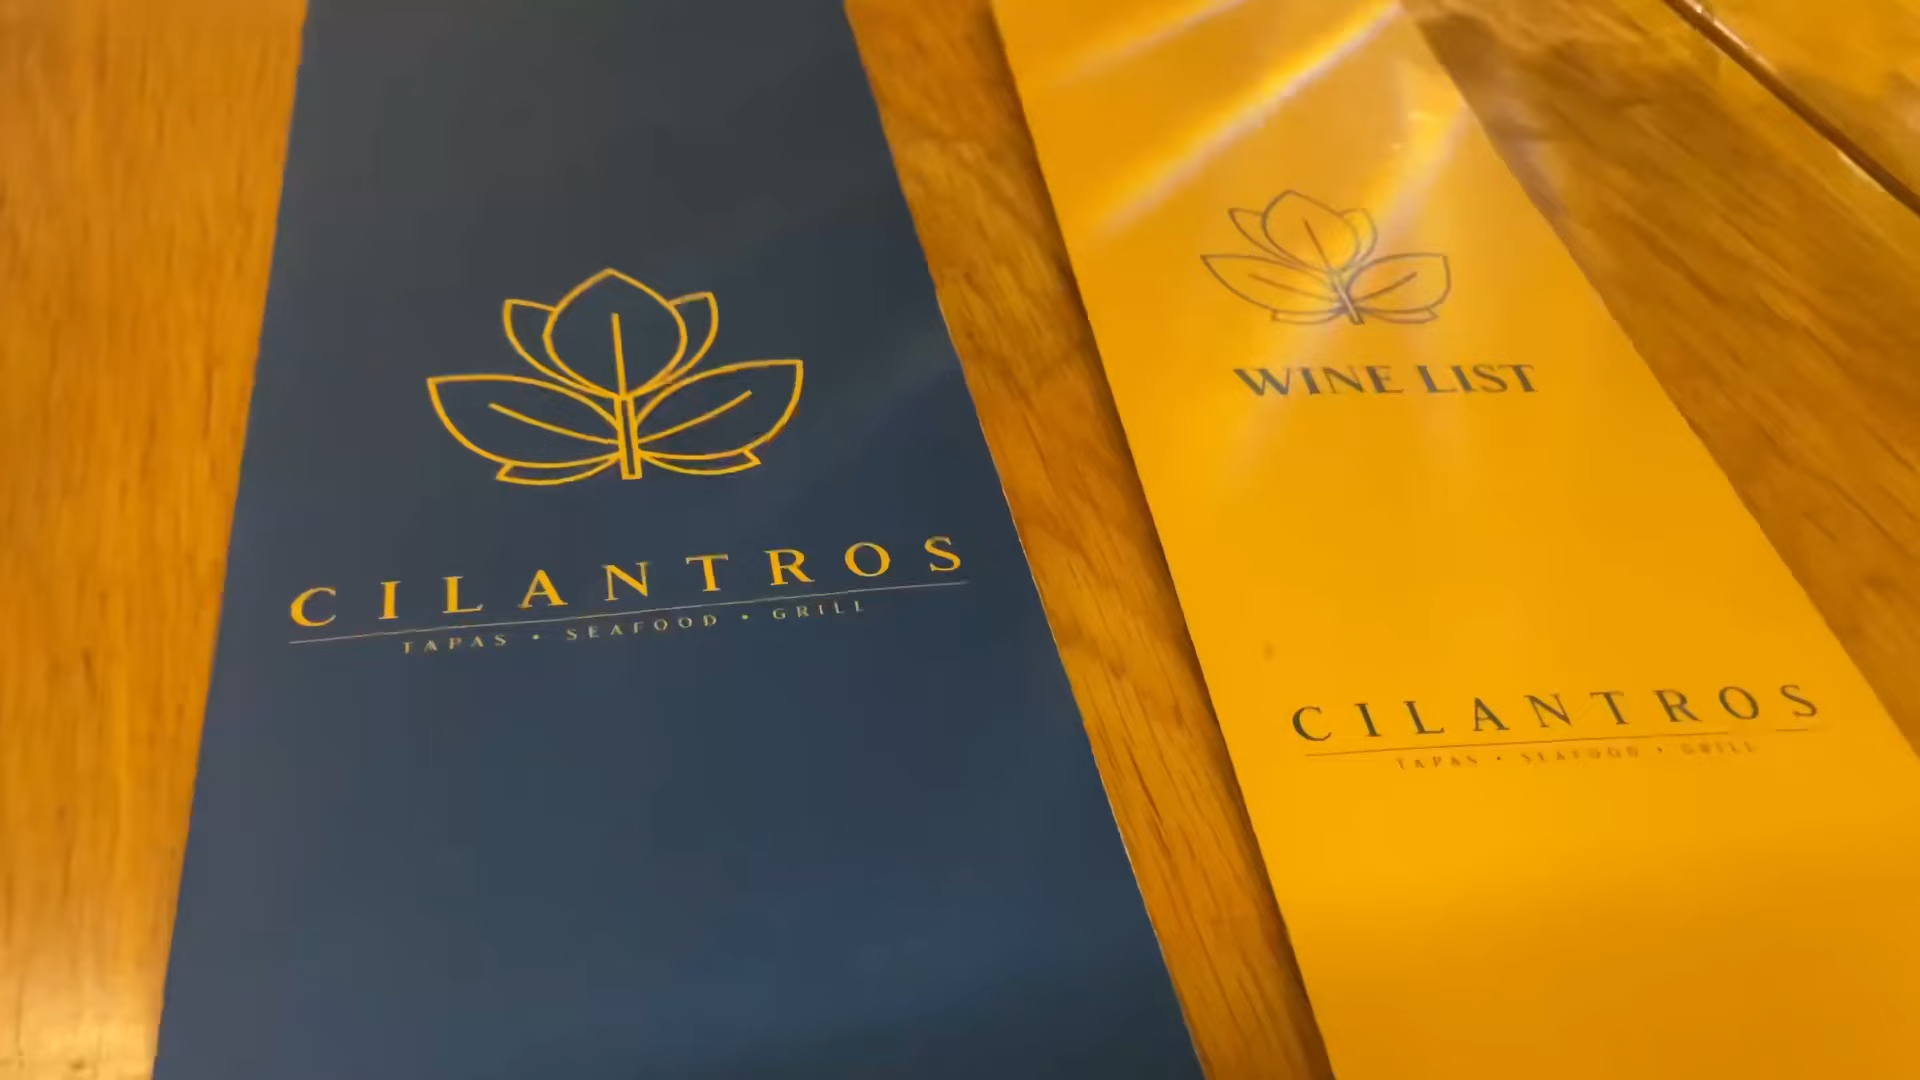 CILANTROS
TAPAS • SEAFOOD • GRILL
WINE LIST
CILANTROS
TAPAS • SEAFOOD • GRILL